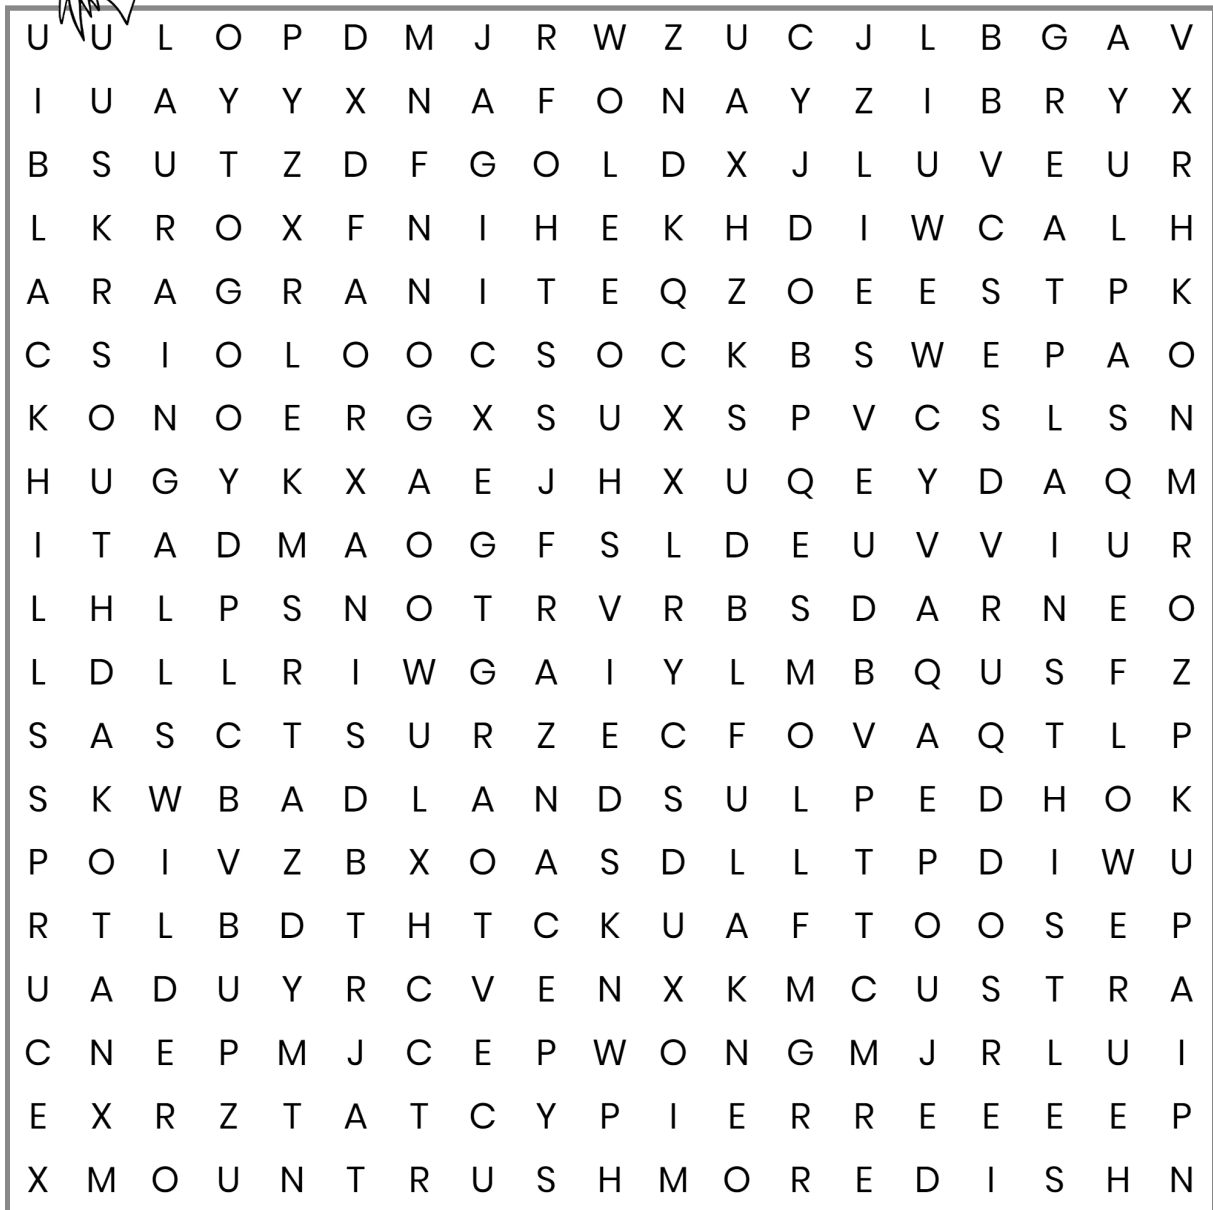 U U L O P D M J R W Z U C J L B G A V
I U A Y Y X N A F O N A Y Z I B R Y X
B S U T Z D F G O L D X J L U V E U R
L K R O X F N I H E K H D I W C A L H
A R A G R A N I T E Q Z O E E S T P K
C S I O L O O C S O C K B S W E P A O
K O N O E R G X S U X S P V C S L S N
H U G Y K X A E J H X U Q E Y D A Q M
I T A D M A O G F S L D E U V V I U R
L H L P S N O T R V R B S D A R N E O
L D L L R I W G A I Y L M B Q U S F Z
S A S C T S U R Z E C F O V A Q T L P
S K W B A D L A N D S U L P E D H O K
P O I V Z B X O A S D L L T P D I W U
R T L B D T H T C K U A F T O O S E P
U A D U Y R C V E N X K M C U S T R A
C N E P M J C E P W O N G M J R L U I
E X R Z T A T C Y P I E R R E E E E P
X M O U N T R U S H M O R E D I S H N